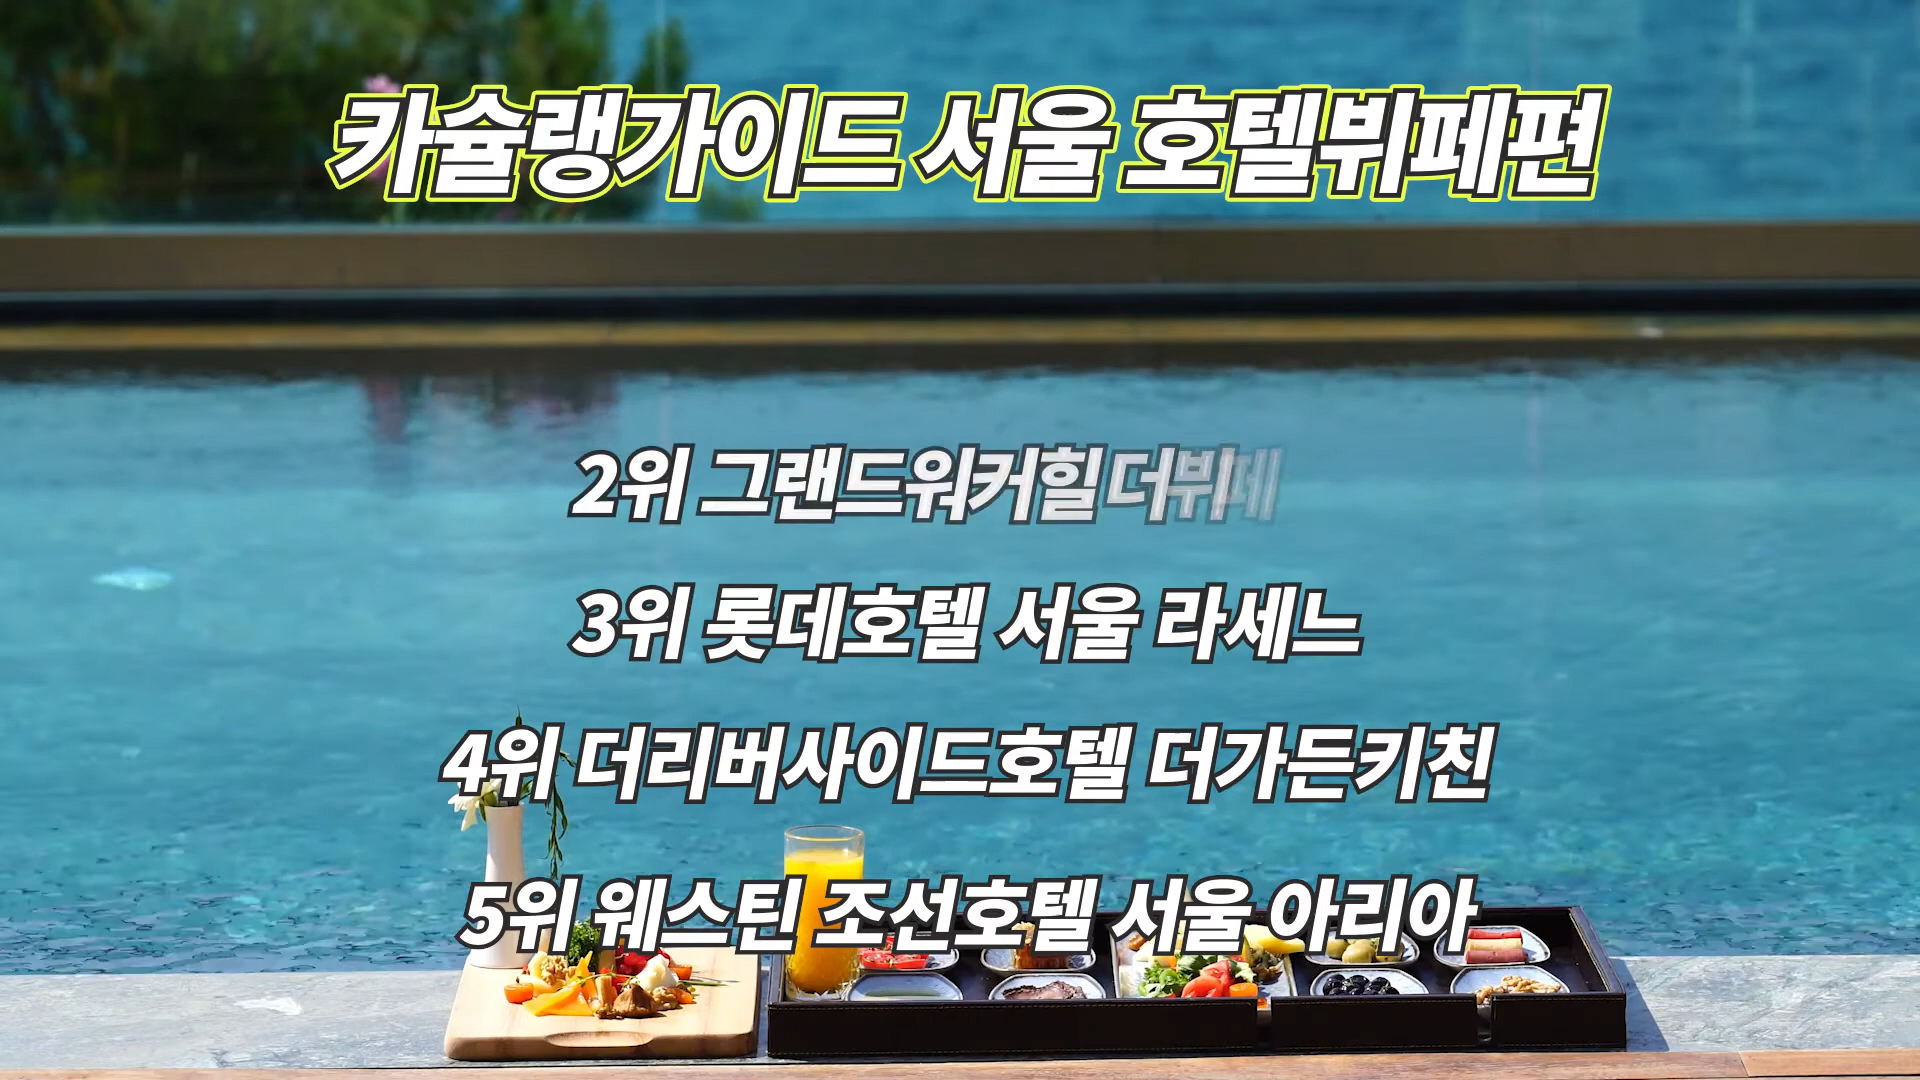 카슐랭가이드 서울 호텔뷔페편
2위 그랜드워커힐 더뷔페
3위 롯데호텔 서울 라세느
4위 더리버사이드호텔 더가든키친
5위 웨스틴 조선호텔 서울 아리아